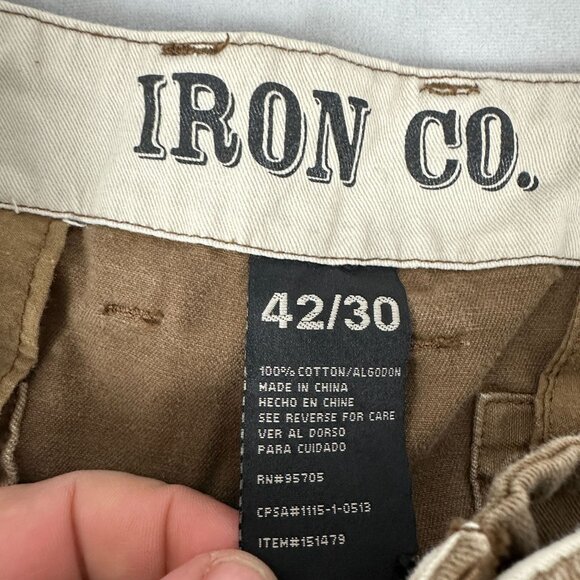 IRON CO.
42/30
100% COTTON/ALGODON
MADE IN CHINA
HECHO EN CHINE
SEE REVERSE FOR CARE
VER AL DORSO
PARA CUIDADO
RN#95705
CPSA#1115-1-0513
ITEM#151479